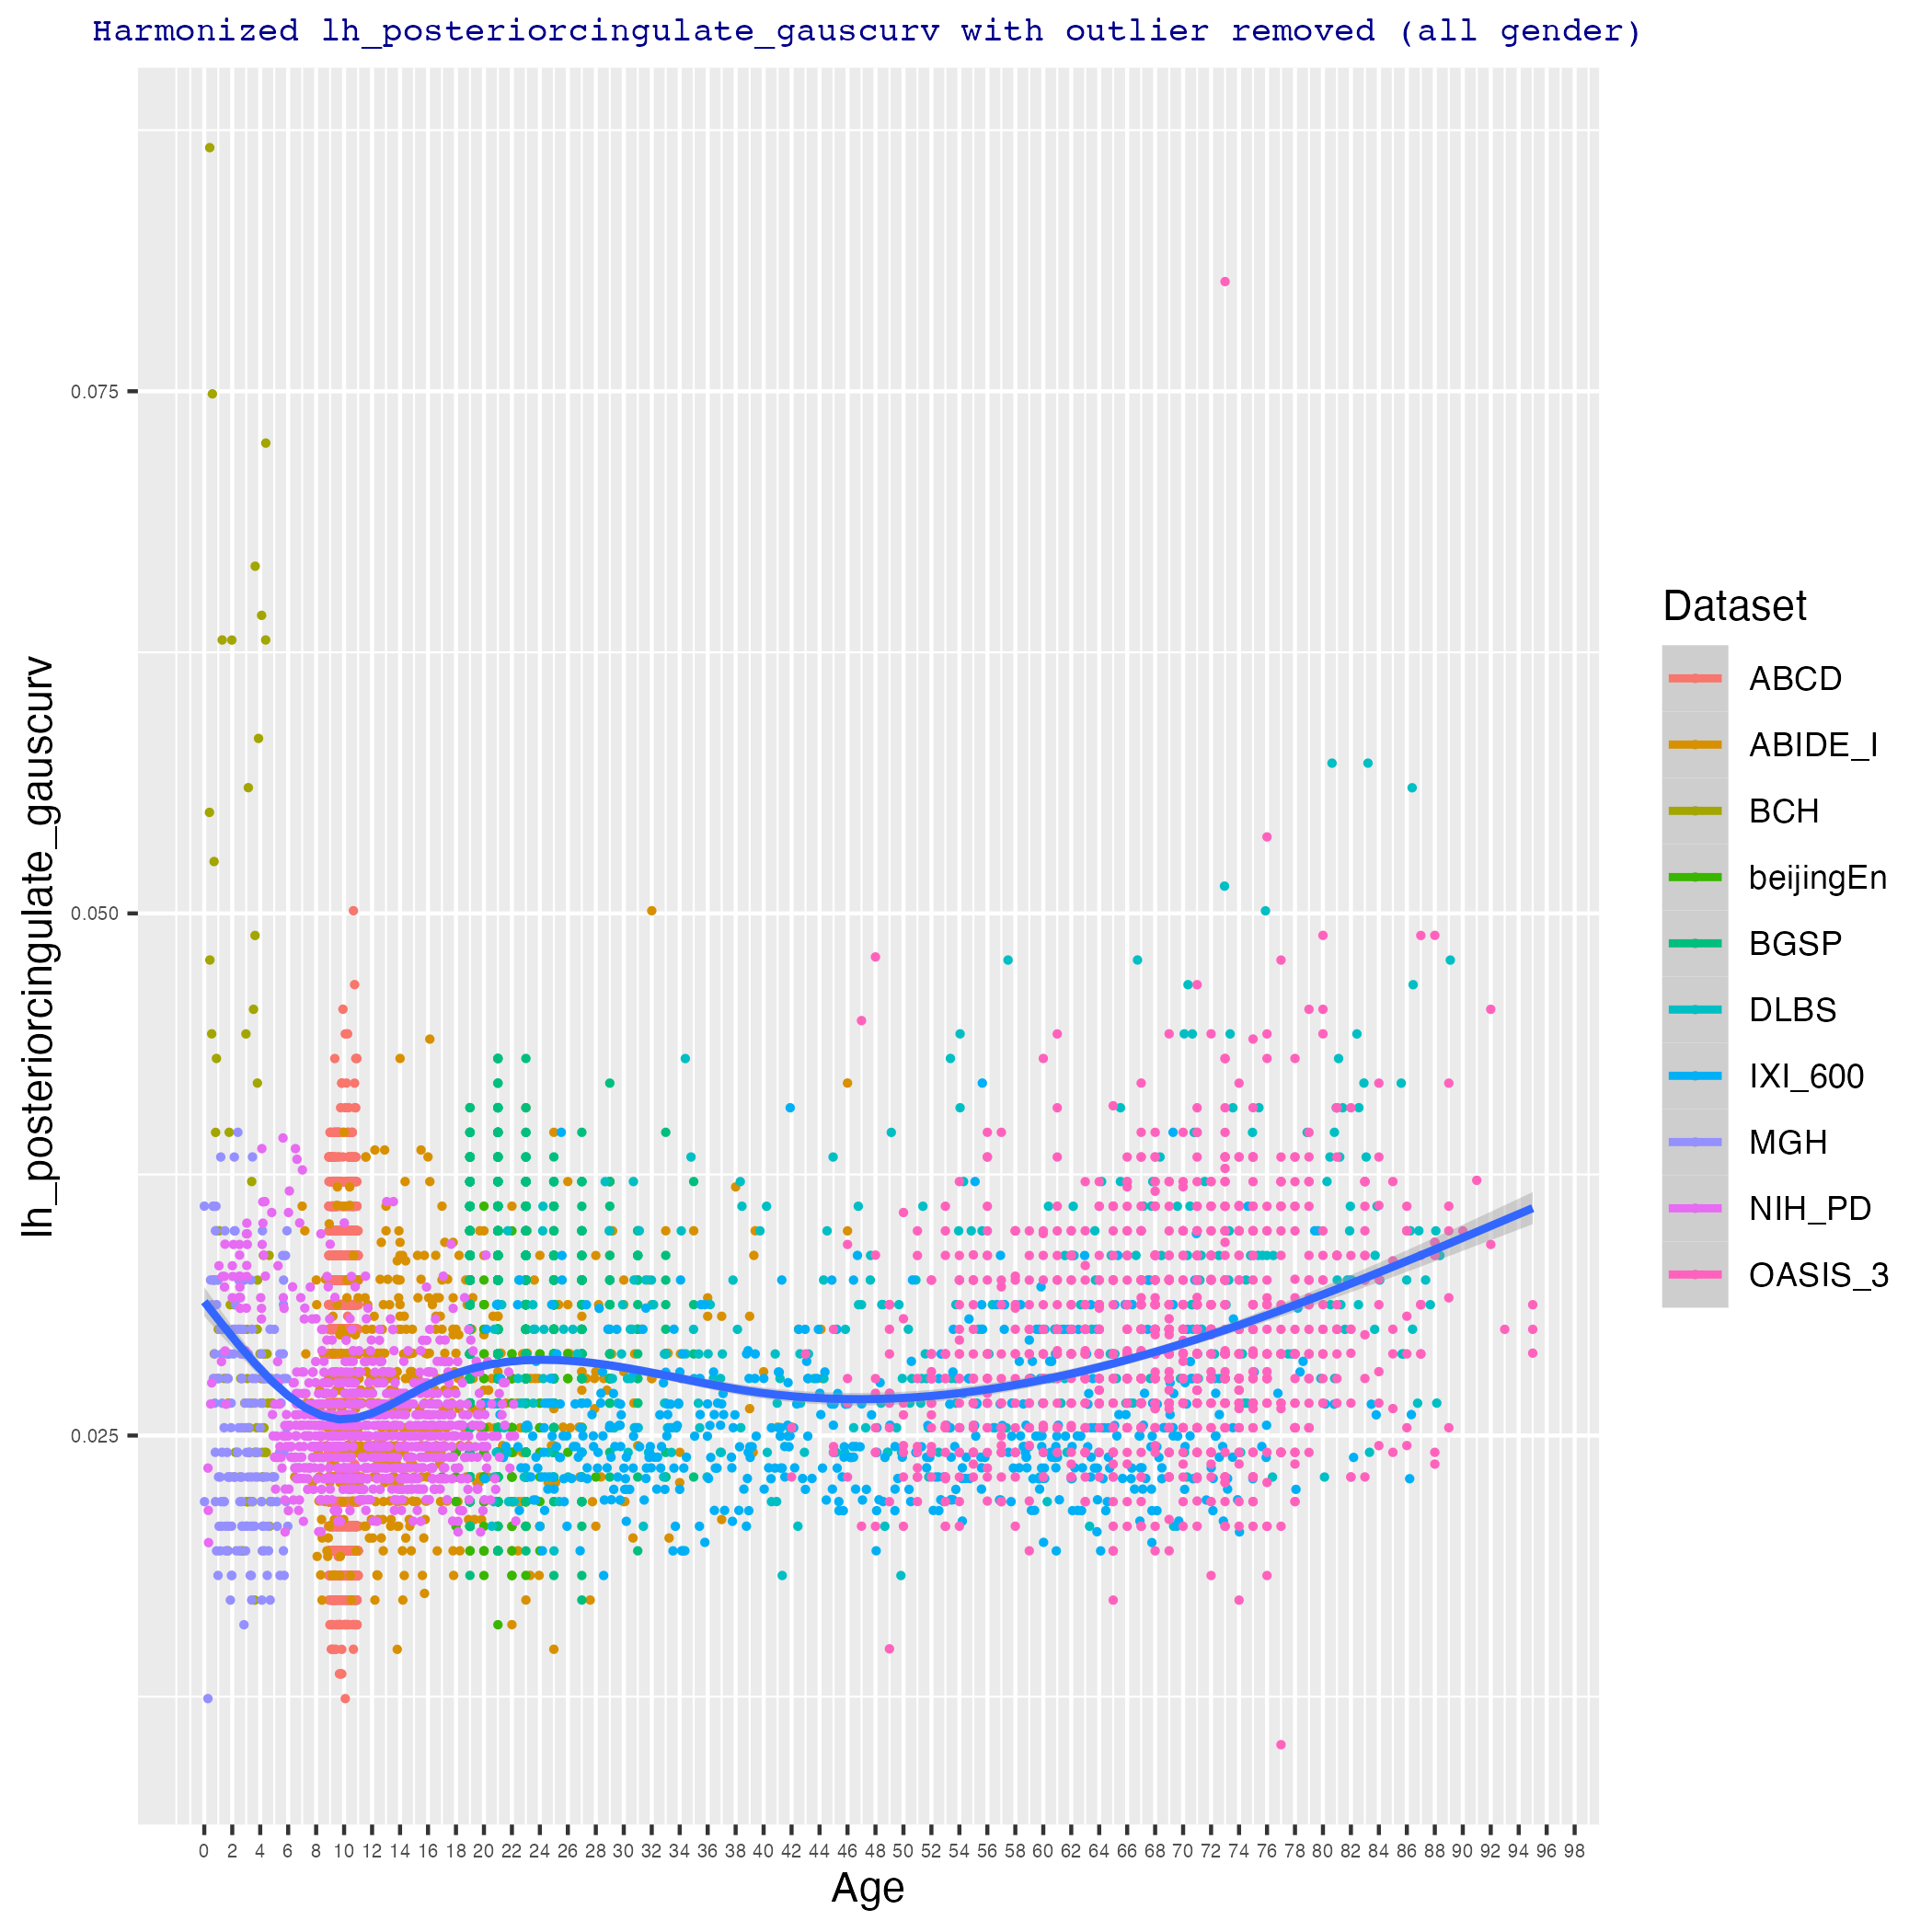 Harmonized lh_posteriorcingulate_gauscurv with outlier removed (all gender)
lh_posteriorcingulate_gauscurv
0.075
0.050
0.025
0 2 4 6 8 10 12 14 16 18 20 22 24 26 28 30 32 34 36 38 40 42 44 46 48 50 52 54 56 58 60 62 64 66 68 70 72 74 76 78 80 82 84 86 88 90 92 94 96 98
Age
Dataset
ABCD
ABIDE_I
BCH
beijingEn
BGSP
DLBS
IXI_600
MGH
NIH_PD
OASIS_3